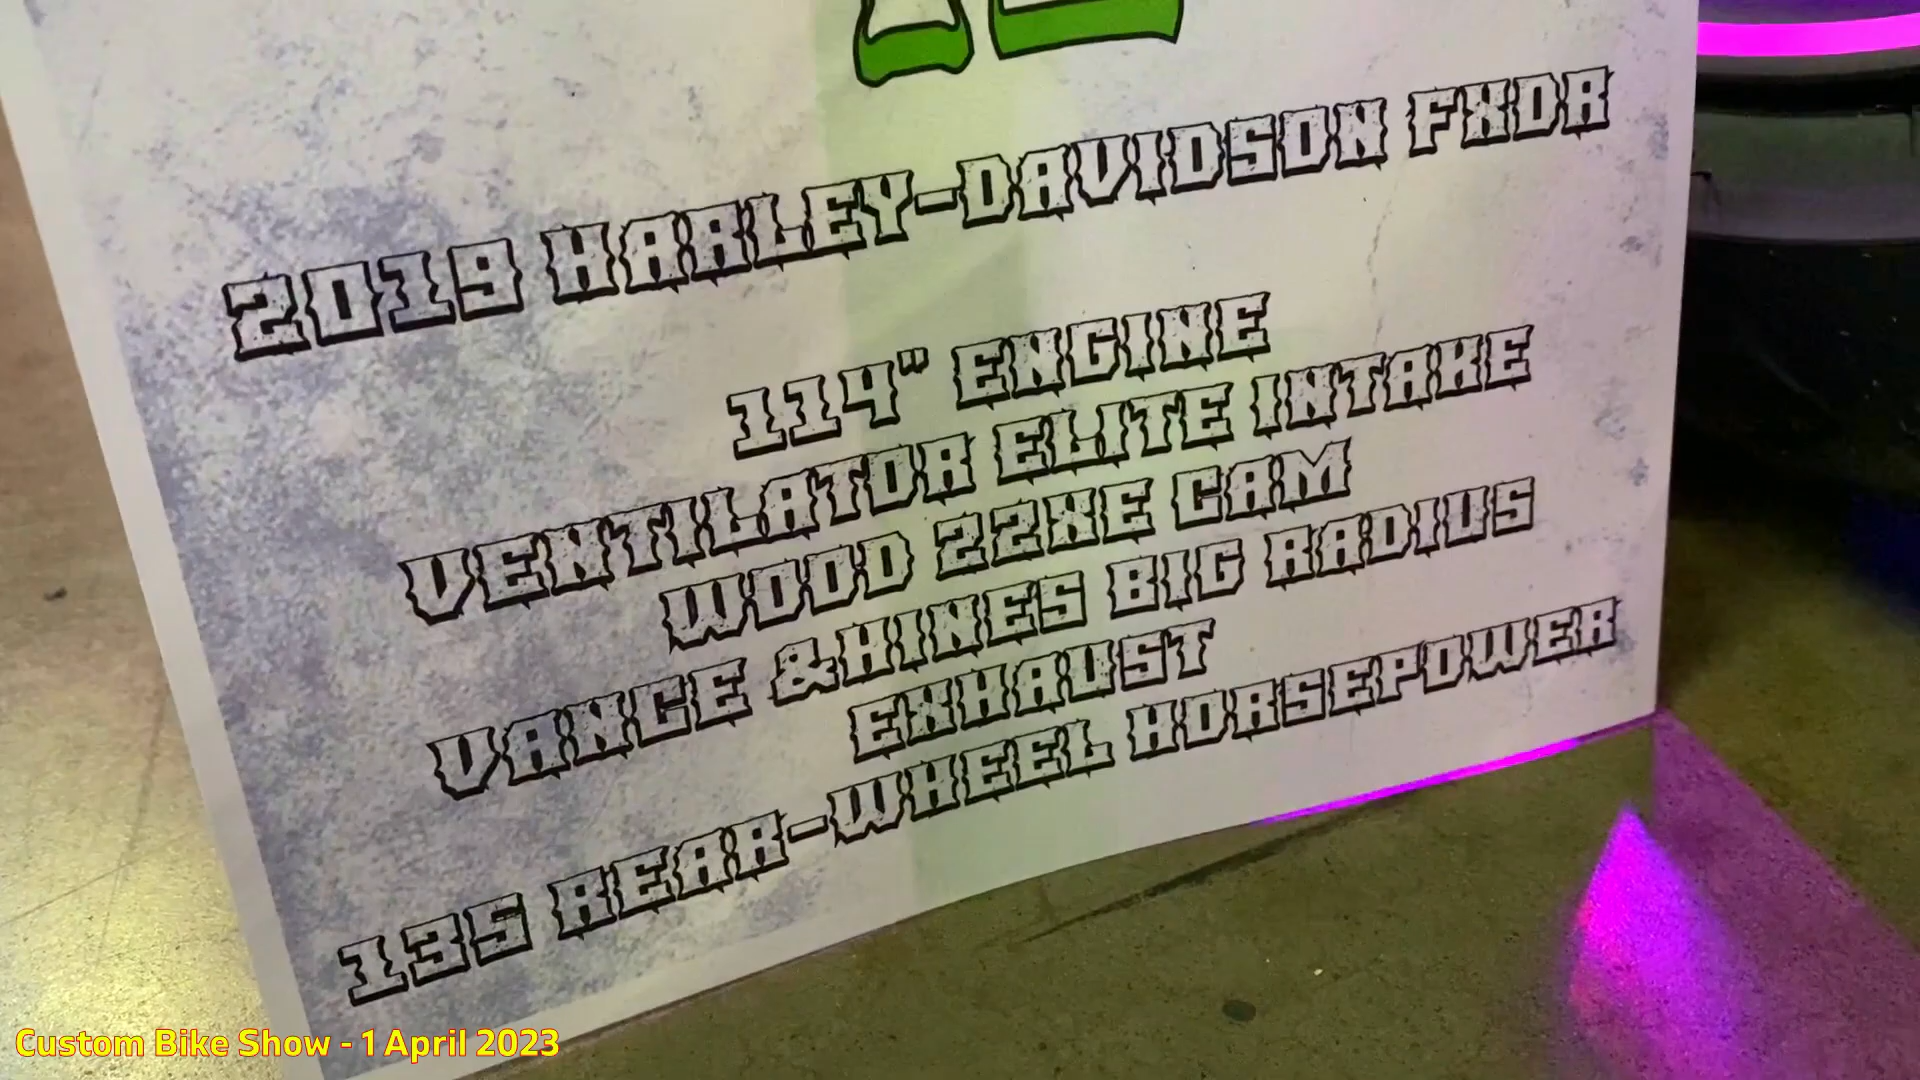 2019 HARLEY-DAVIDSON FXDR
114" ENGINE
VENTILATOR ELITE INTAKE
WOOD 22XE CAM
VANCE &HINES BIG RADIUS
EXHAUST
135 REAR-WHEEL HORSEPOWER
Custom Bike Show - 1 April 2023